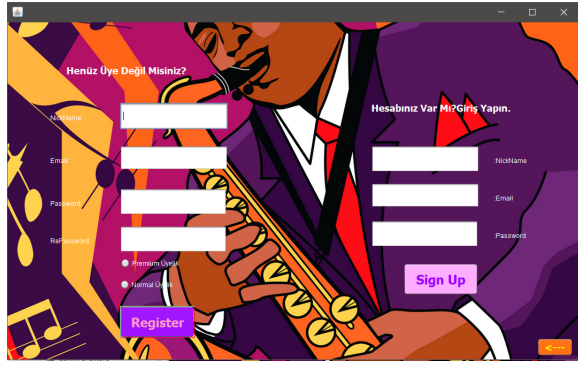 Henüz Üye Değil Misiniz?
NickName
Email
Password
RePassword
Premium Üyelik
Normal Üyelik
Register
Hesabınız Var Mı?Giriş Yapın.
:NickName
:Email
:Password
Sign Up
<---